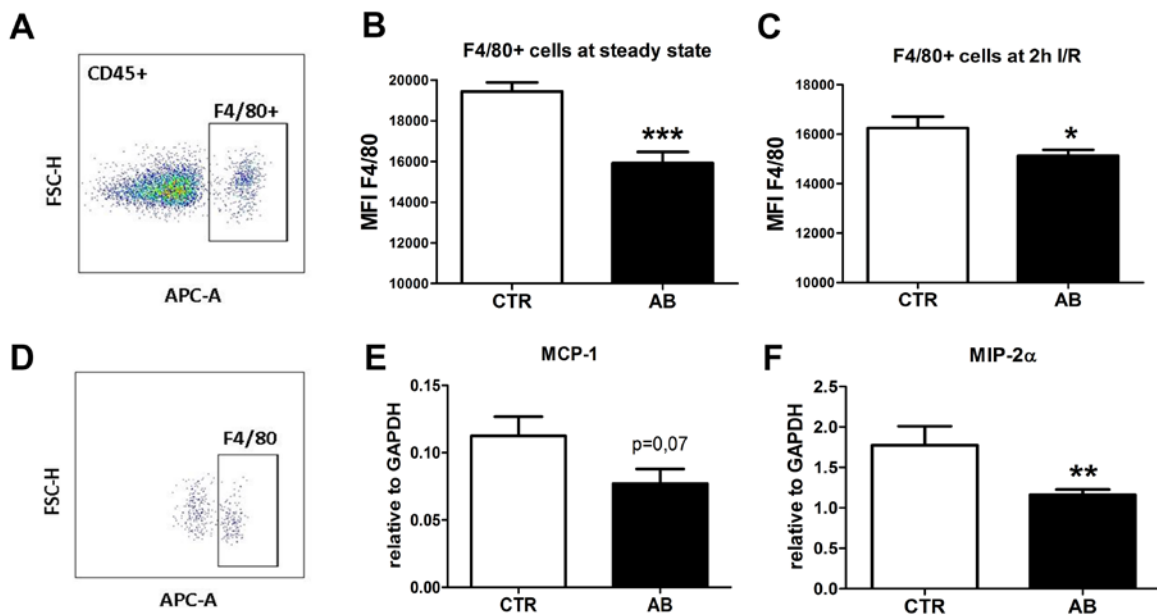 A
CD45+
F4/80+
FSC-H
APC-A
B
F4/80+ cells at steady state
MFI F4/80
20000
18000
16000
14000
12000
10000
***
CTR
AB
C
F4/80+ cells at 2h I/R
MFI F4/80
18000
16000
14000
12000
10000
*
CTR
AB
D
F4/80
FSC-H
APC-A
E
MCP-1
relative to GAPDH
0.15
0.10
0.05
0.00
p=0,07
CTR
AB
F
MIP-2α
relative to GAPDH
2.5
2.0
1.5
1.0
0.5
0.0
**
CTR
AB